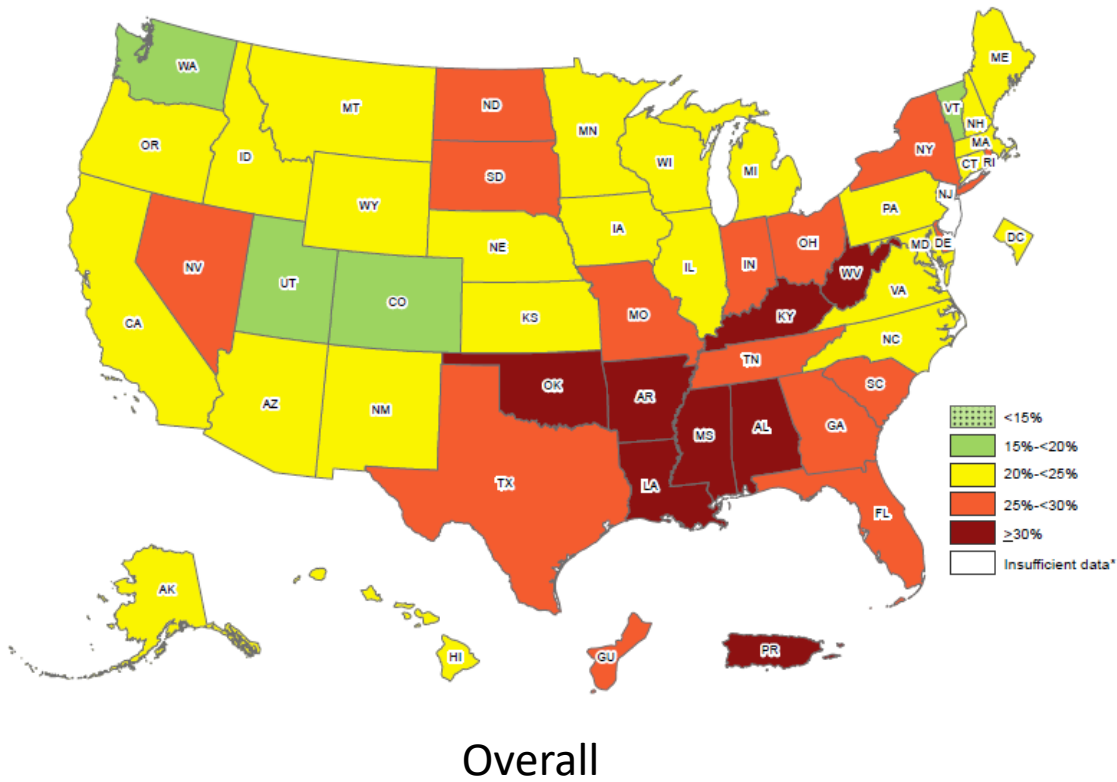 WA
ME
MT
ND
VT
MN
NH
OR
ID
WI
NY
MA
SD
MI
CT
RI
WY
NJ
IA
PA
NE
OH
DC
MD
DE
IN
IL
NV
WV
UT
VA
CO
KS
MO
KY
CA
NC
TN
OK
SC
AZ
NM
AR
GA
MS
AL
TX
LA
FL
<15%
15%-<20%
20%-<25%
25%-<30%
≥30%
Insufficient data*
AK
HI
GU
PR
Overall